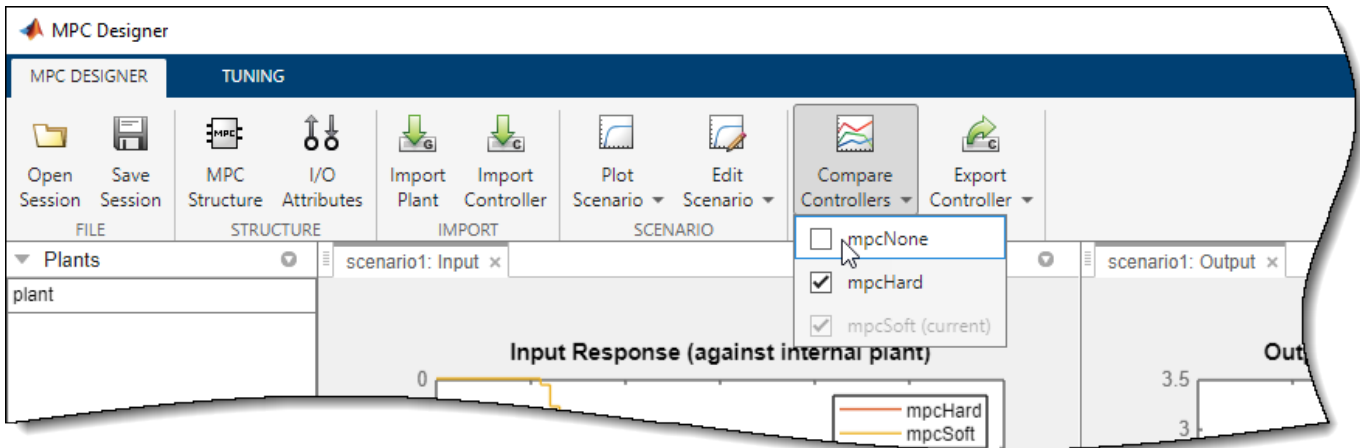 MPC Designer
MPC DESIGNER TUNING
MPC
G
C
C
Open Save MPC I/O Import Import Plot Edit Compare Export
Session Session Structure Attributes Plant Controller Scenario Scenario Controllers Controller
FILE STRUCTURE IMPORT SCENARIO
mpcNone
Plants scenario1: Input × scenario1: Output ×
plant
mpcHard
mpcSoft (current)
Input Response (against internal plant) Out
0 3.5
mpcHard
mpcSoft 3